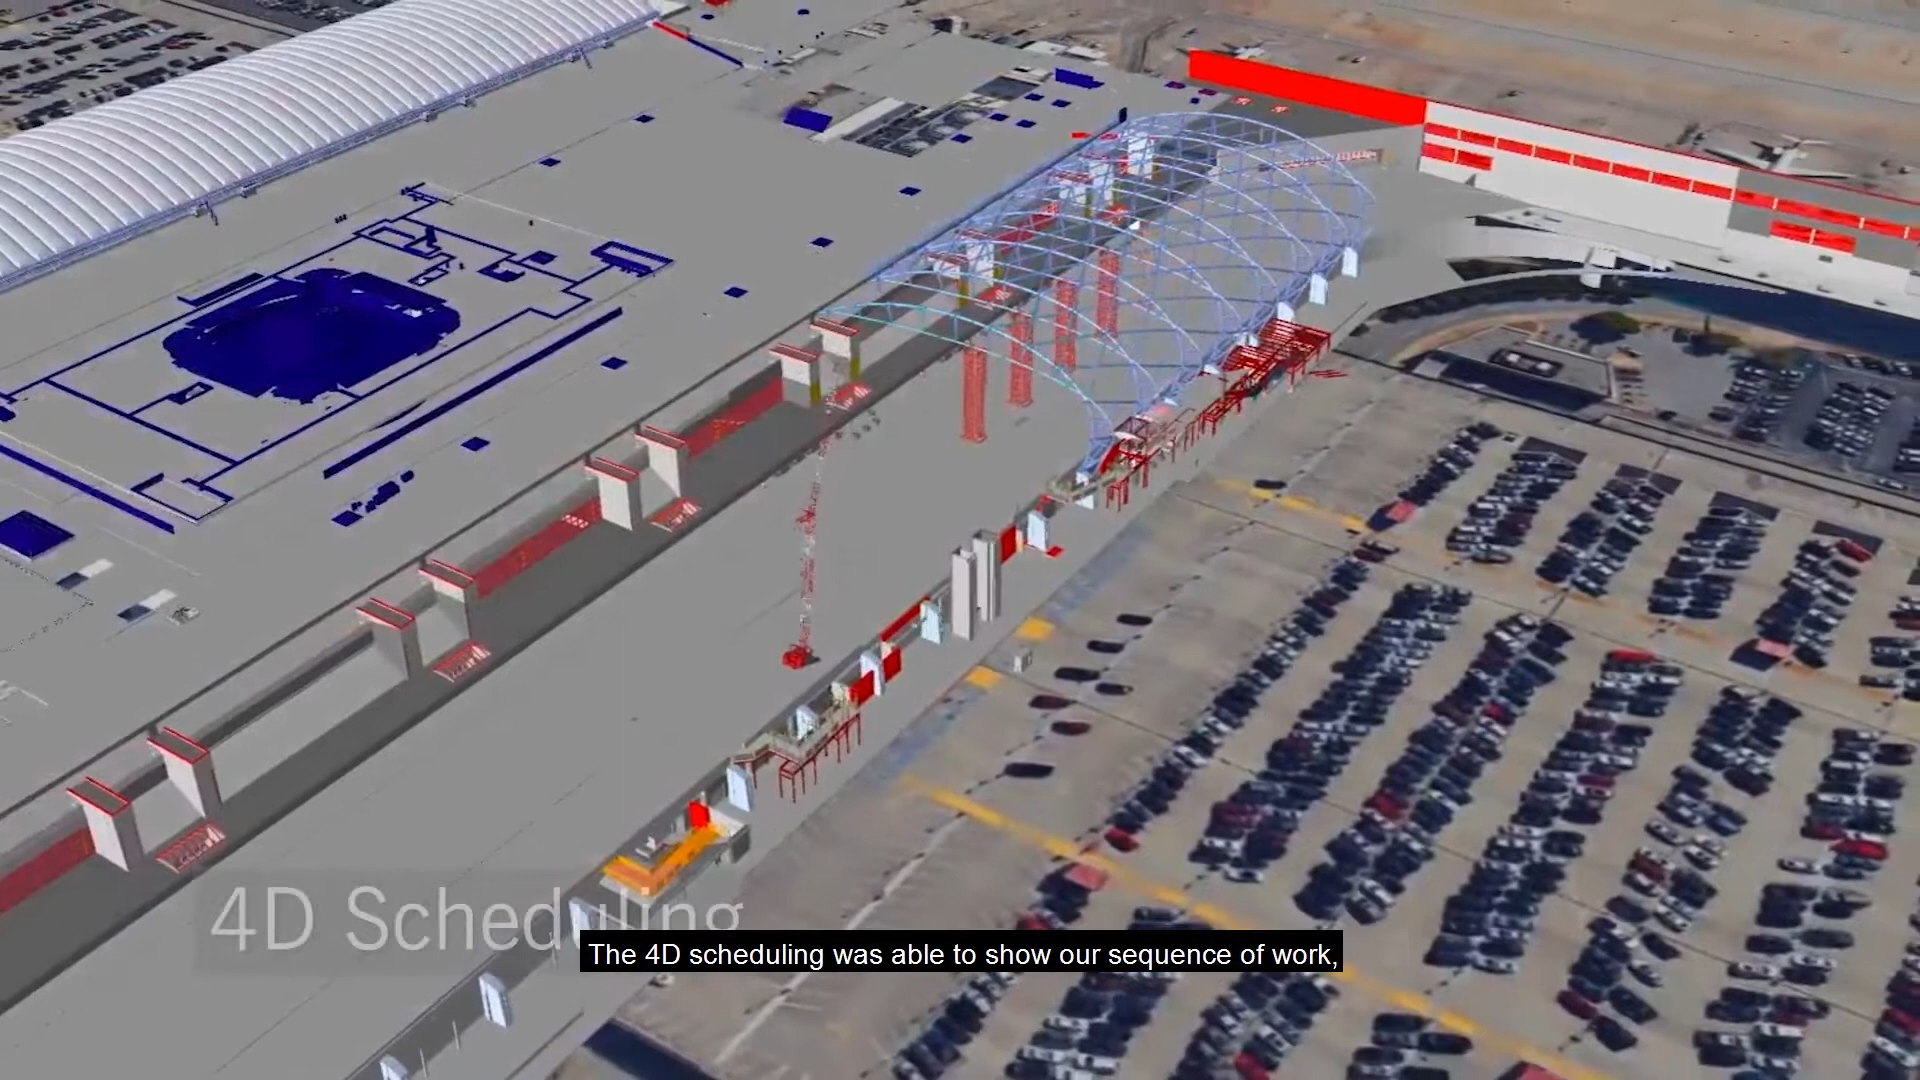 4D Scheduling
The 4D scheduling was able to show our sequence of work,